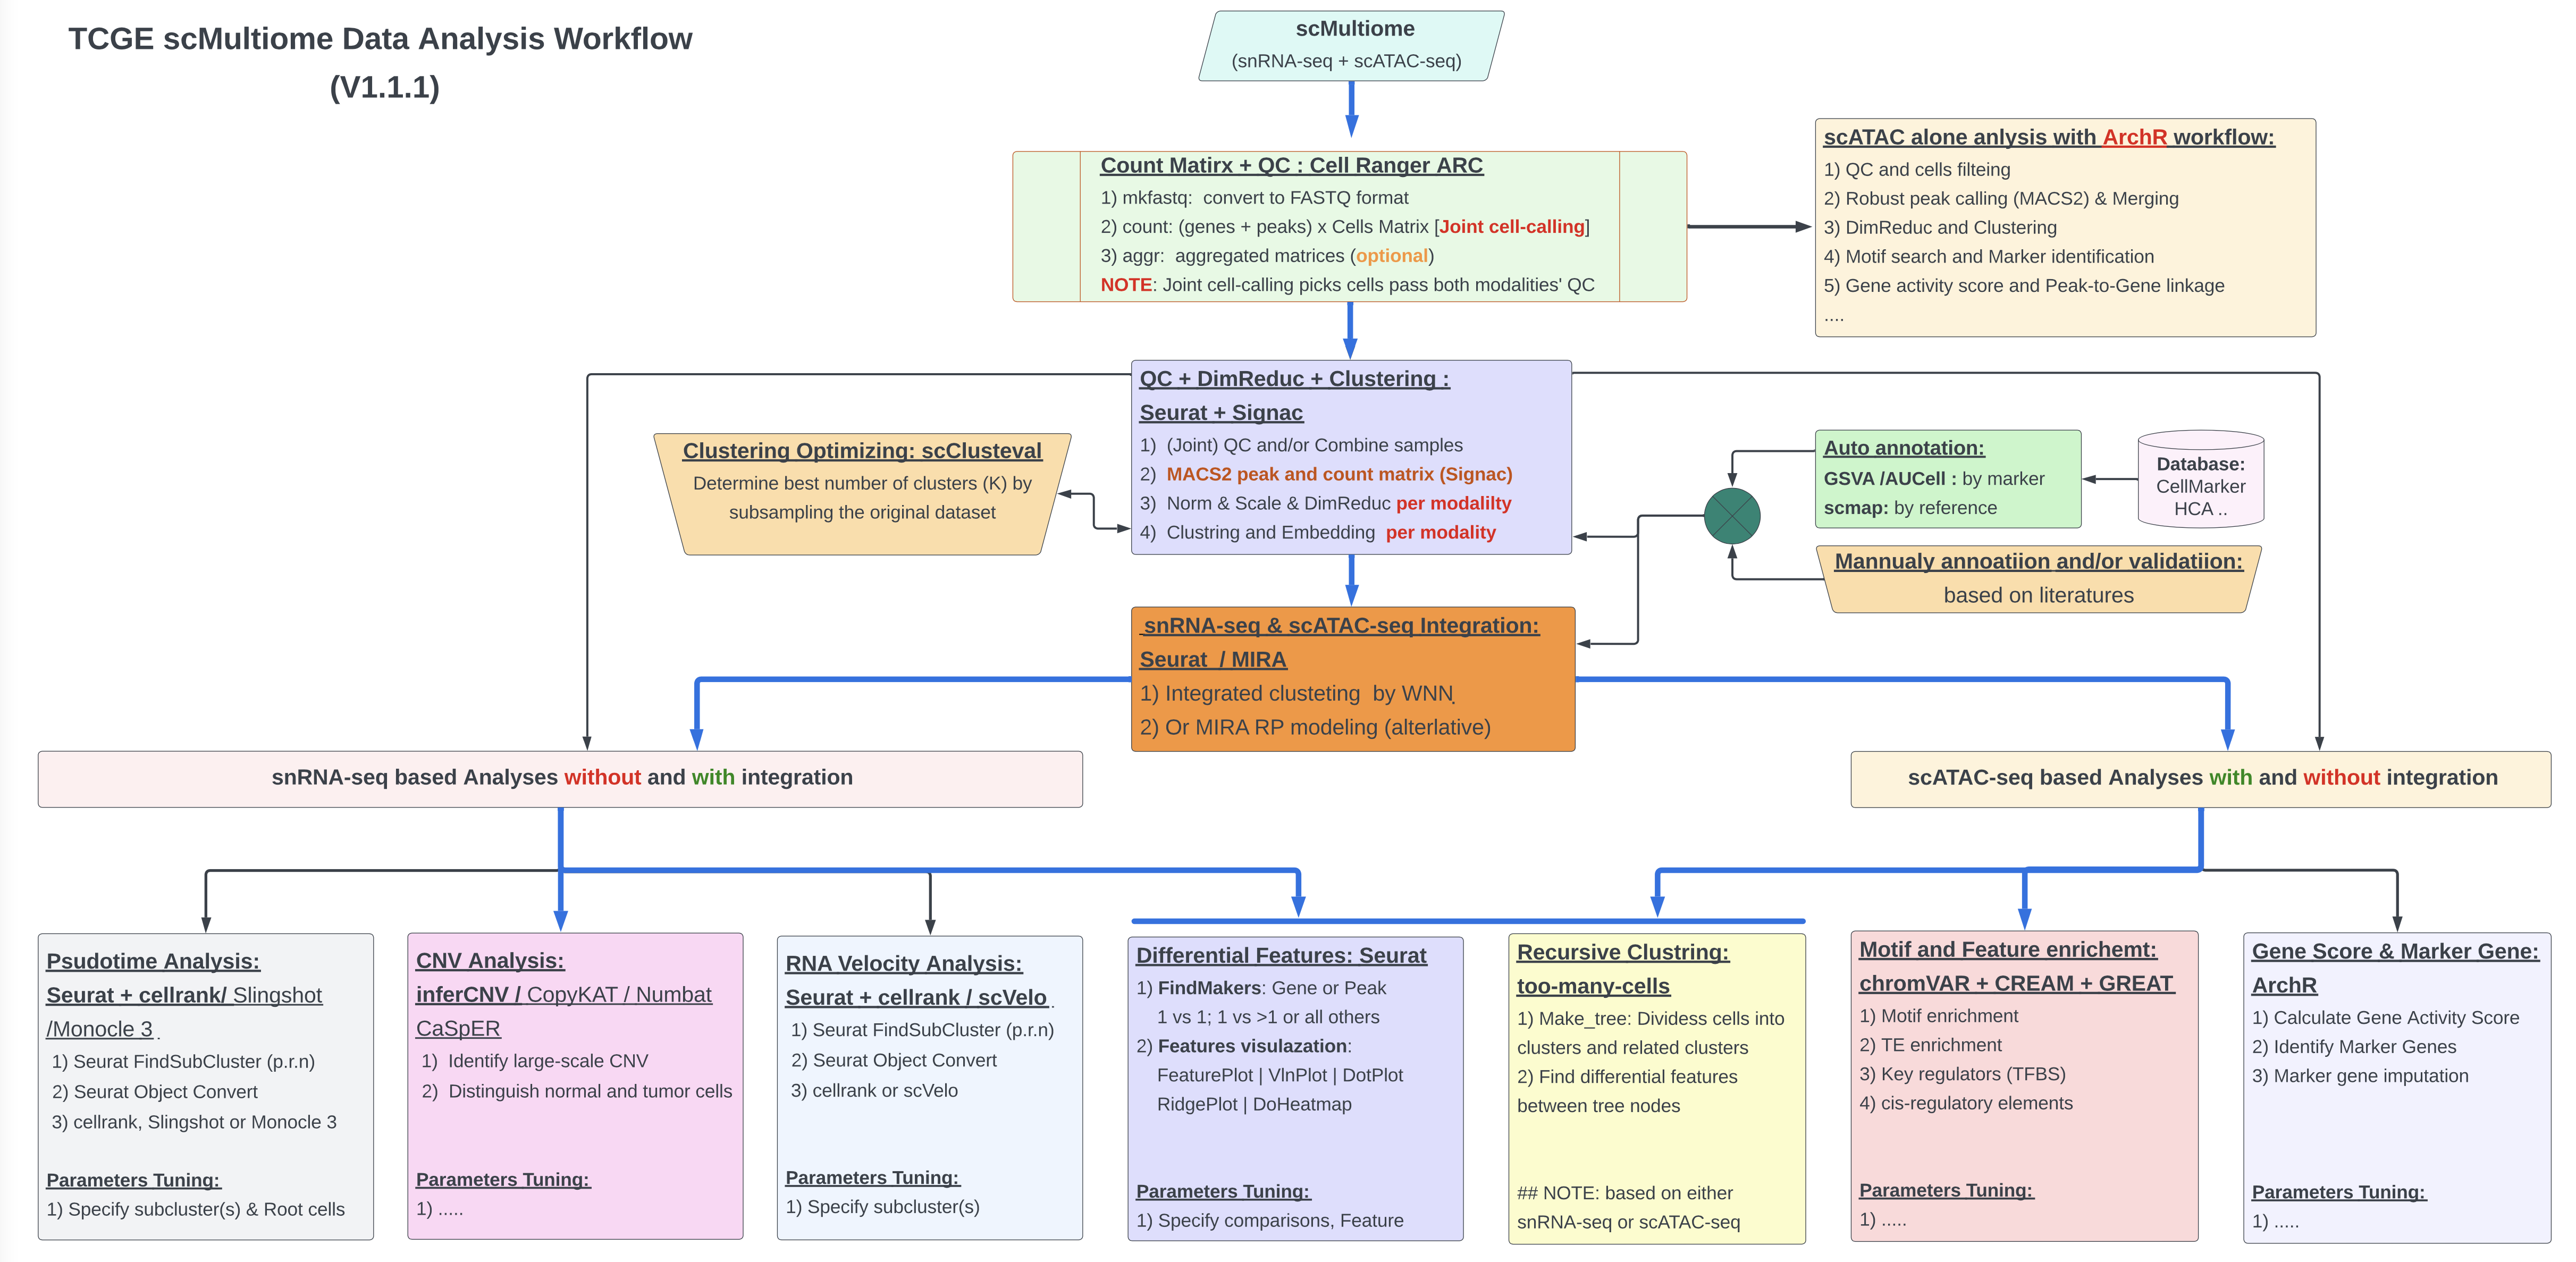 TCGE scMultiome Data Analysis Workflow
(V1.1.1)
scMultiome
(snRNA-seq + scATAC-seq)
Count Matirx + QC : Cell Ranger ARC
1) mkfastq:  convert to FASTQ format
2) count: (genes + peaks) x Cells Matrix [Joint cell-calling]
3) aggr:  aggregated matrices (optional)
NOTE: Joint cell-calling picks cells pass both modalities' QC
scATAC alone anlysis with ArchR workflow:
1) QC and cells filteing
2) Robust peak calling (MACS2) & Merging
3) DimReduc and Clustering
4) Motif search and Marker identification
5) Gene activity score and Peak-to-Gene linkage
....
QC + DimReduc + Clustering :
Seurat + Signac
1)  (Joint) QC and/or Combine samples
2)  MACS2 peak and count matrix (Signac)
3)  Norm & Scale & DimReduc per modalilty
4)  Clustring and Embedding  per modality
Clustering Optimizing: scClusteval
Determine best number of clusters (K) by
subsampling the original dataset
Auto annotation:
GSVA /AUCell : by marker
scmap: by reference
Database:
CellMarker
HCA ..
Mannualy annoatiion and/or validatiion:
based on literatures
snRNA-seq & scATAC-seq Integration:
Seurat  / MIRA
1) Integrated clusteting  by WNN.
2) Or MIRA RP modeling (alterlative)
snRNA-seq based Analyses without and with integration
scATAC-seq based Analyses with and without integration
Psudotime Analysis:
Seurat + cellrank/ Slingshot
/Monocle 3 .
1) Seurat FindSubCluster (p.r.n)
2) Seurat Object Convert
3) cellrank, Slingshot or Monocle 3
Parameters Tuning:
1) Specify subcluster(s) & Root cells
CNV Analysis:
inferCNV / CopyKAT / Numbat
CaSpER
1)  Identify large-scale CNV
2)  Distinguish normal and tumor cells
Parameters Tuning:
1) .....
RNA Velocity Analysis:
Seurat + cellrank / scVelo .
1) Seurat FindSubCluster (p.r.n)
2) Seurat Object Convert
3) cellrank or scVelo
Parameters Tuning:
1) Specify subcluster(s)
Differential Features: Seurat
1) FindMakers: Gene or Peak
1 vs 1; 1 vs >1 or all others
2) Features visulazation:
FeaturePlot | VlnPlot | DotPlot
RidgePlot | DoHeatmap
Parameters Tuning:
1) Specify comparisons, Feature
Recursive Clustring:
too-many-cells
1) Make_tree: Dividess cells into
clusters and related clusters
2) Find differential features
between tree nodes
## NOTE: based on either
snRNA-seq or scATAC-seq
Motif and Feature enrichemt:
chromVAR + CREAM + GREAT
1) Motif enrichment
2) TE enrichment
3) Key regulators (TFBS)
4) cis-regulatory elements
Parameters Tuning:
1) .....
Gene Score & Marker Gene:
ArchR
1) Calculate Gene Activity Score
2) Identify Marker Genes
3) Marker gene imputation
Parameters Tuning:
1) .....